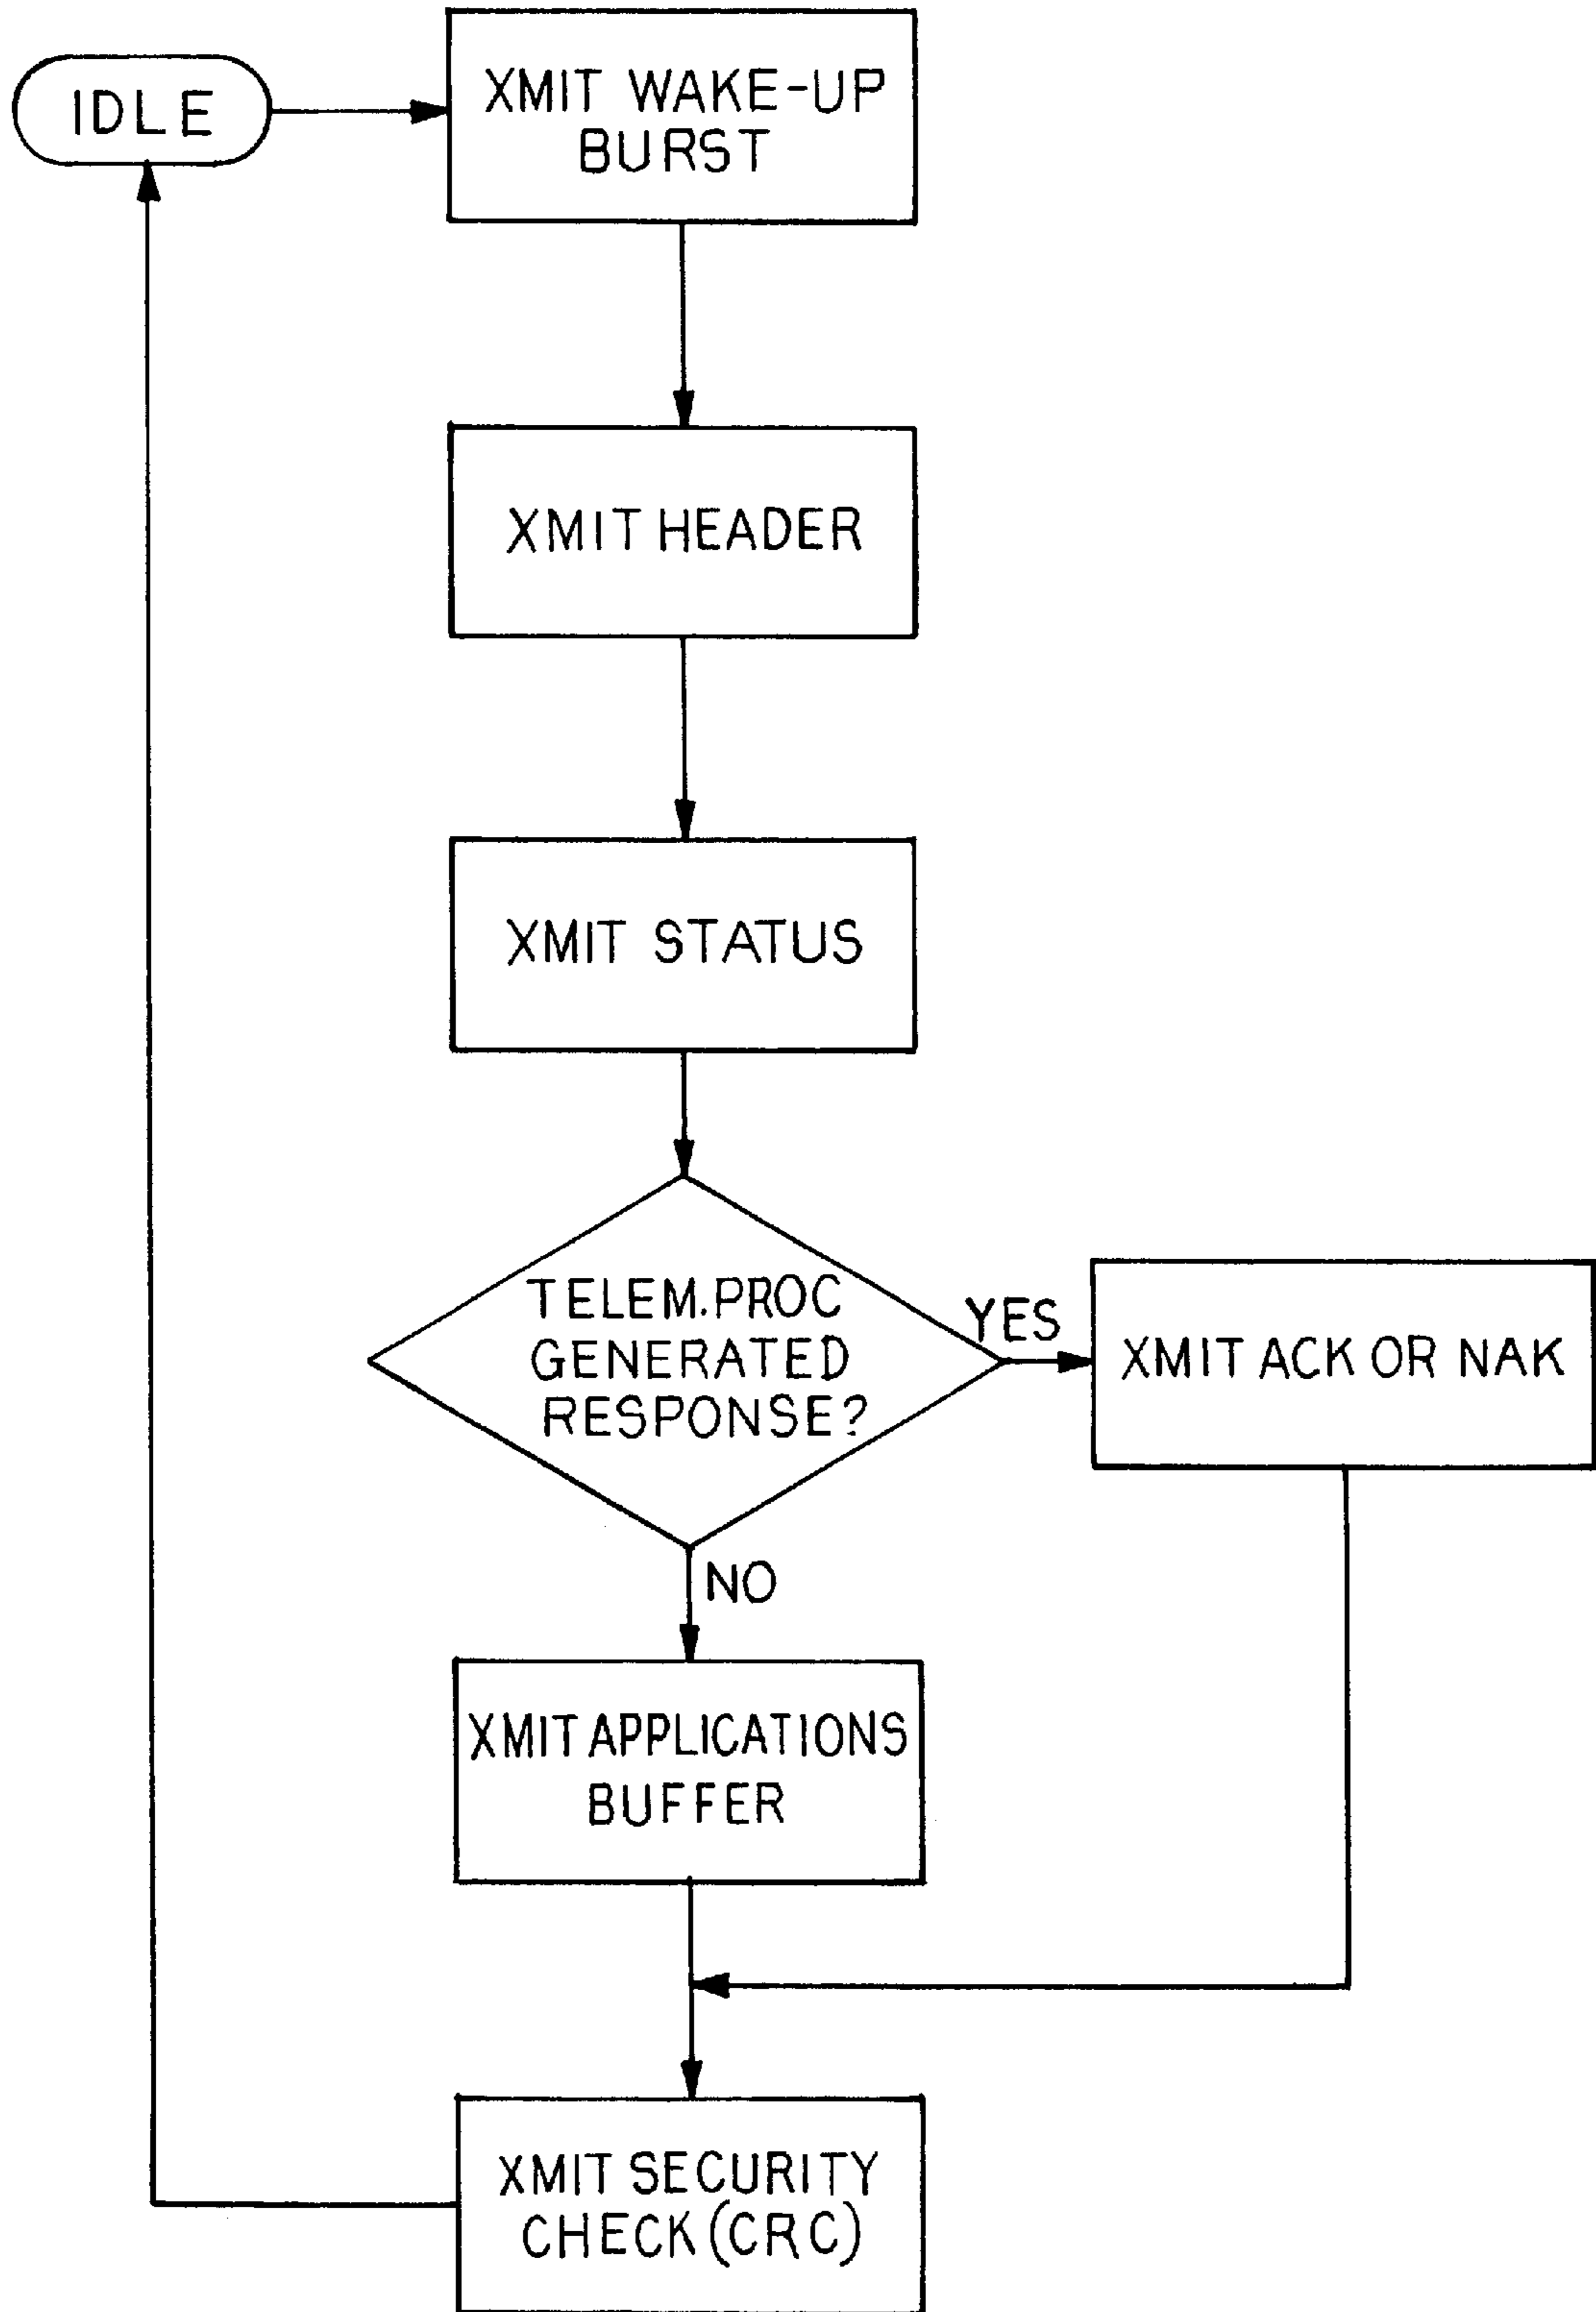 IDLE
XMIT WAKE-UP
BURST
XMIT HEADER
XMIT STATUS
TELEM.PROC
GENERATED
RESPONSE?
YES
XMIT ACK OR NAK
NO
XMIT APPLICATIONS
BUFFER
XMIT SECURITY
CHECK (CRC)